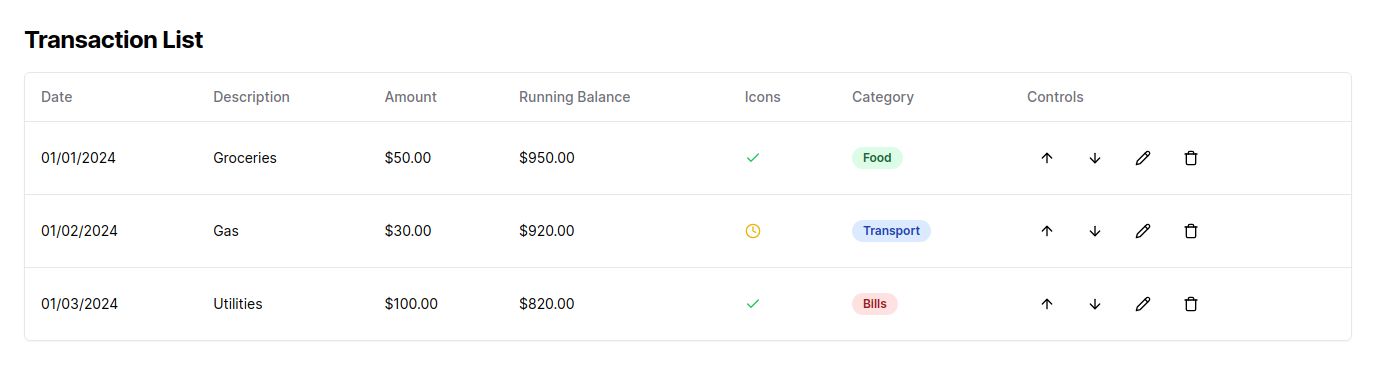 Transaction List
Date Description Amount Running Balance Icons Category Controls
01/01/2024 Groceries $50.00 $950.00 Food
01/02/2024 Gas $30.00 $920.00 Transport
01/03/2024 Utilities $100.00 $820.00 Bills